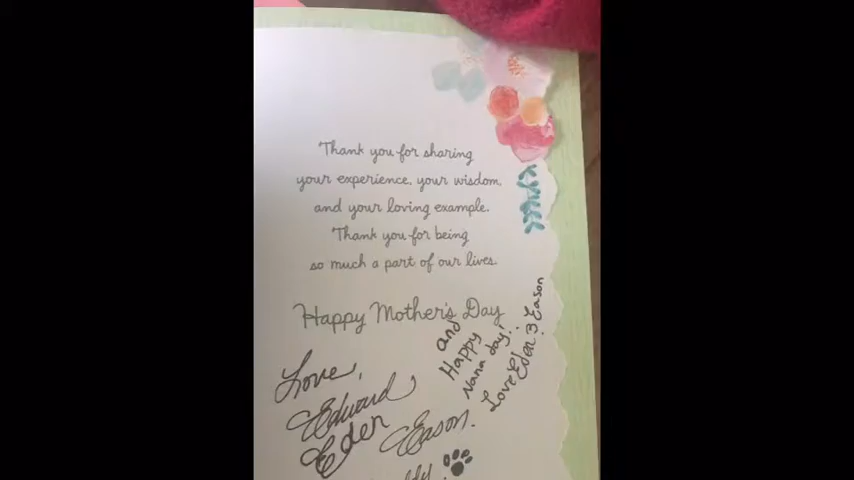 Thank you for sharing
your experience, your wisdom,
and your loving example.
Thank you for being
so much a part of our lives.
Happy Mother's Day
and
Happy
Nana day!
Love Eden & Eason
Love,
Edward
Eden
Eason.